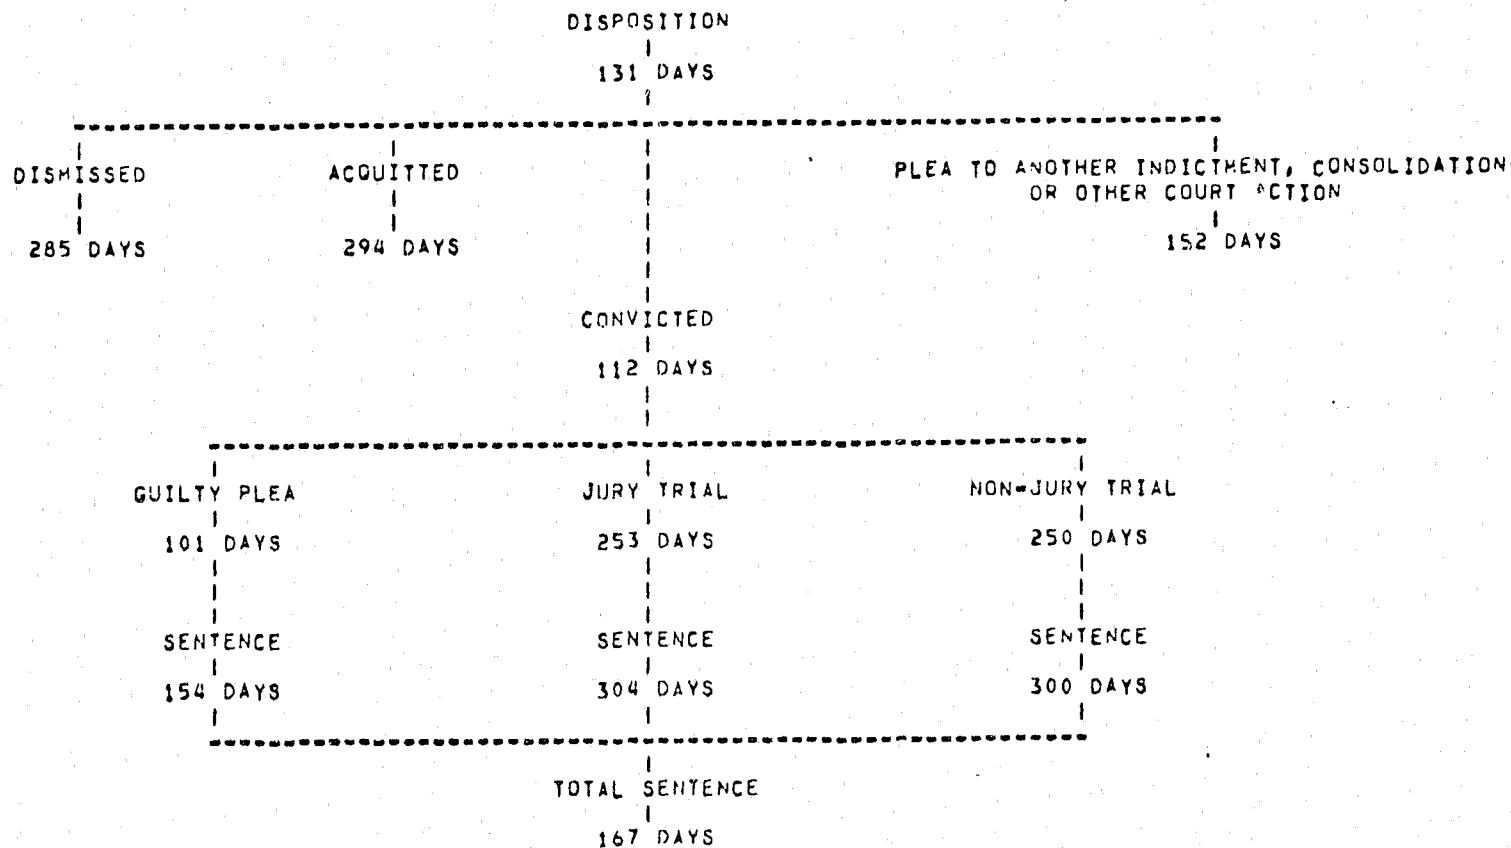 DISPOSITION
131 DAYS
DISMISSED
285 DAYS
ACQUITTED
294 DAYS
PLEA TO ANOTHER INDICTMENT, CONSOLIDATION
OR OTHER COURT ACTION
152 DAYS
CONVICTED
112 DAYS
GUILTY PLEA
101 DAYS
SENTENCE
154 DAYS
JURY TRIAL
253 DAYS
SENTENCE
304 DAYS
NON-JURY TRIAL
250 DAYS
SENTENCE
300 DAYS
TOTAL SENTENCE
167 DAYS